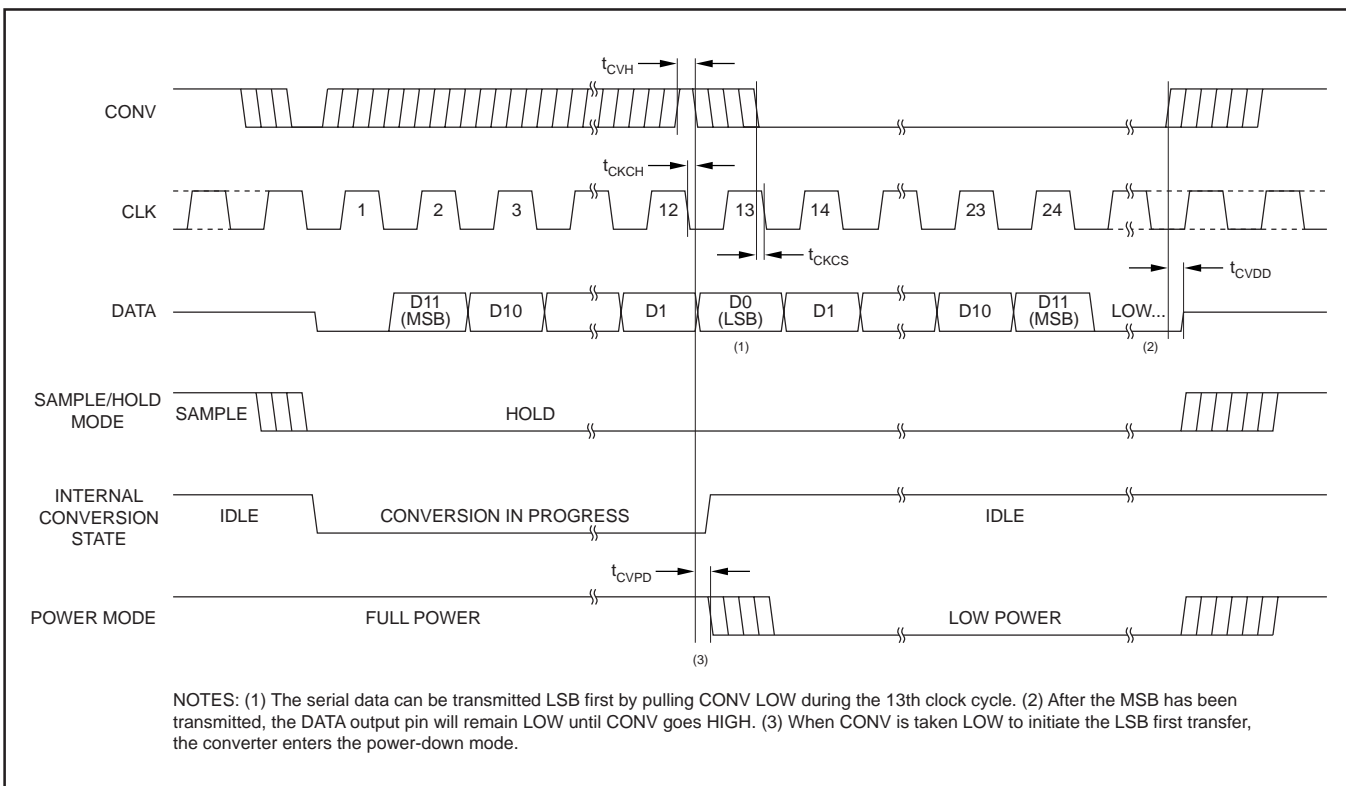 tCVH
CONV
tCKCH
CLK
1 2 3 12 13 14 23 24
tCKCS
tCVDD
DATA
D11 (MSB) D10 D1 D0 (LSB) D1 D10 D11 (MSB) LOW...
(1) (2)
SAMPLE/HOLD
MODE
SAMPLE HOLD
INTERNAL
CONVERSION
STATE
IDLE CONVERSION IN PROGRESS IDLE
tCVPD
POWER MODE
FULL POWER LOW POWER
(3)
NOTES: (1) The serial data can be transmitted LSB first by pulling CONV LOW during the 13th clock cycle. (2) After the MSB has been
transmitted, the DATA output pin will remain LOW until CONV goes HIGH. (3) When CONV is taken LOW to initiate the LSB first transfer,
the converter enters the power-down mode.